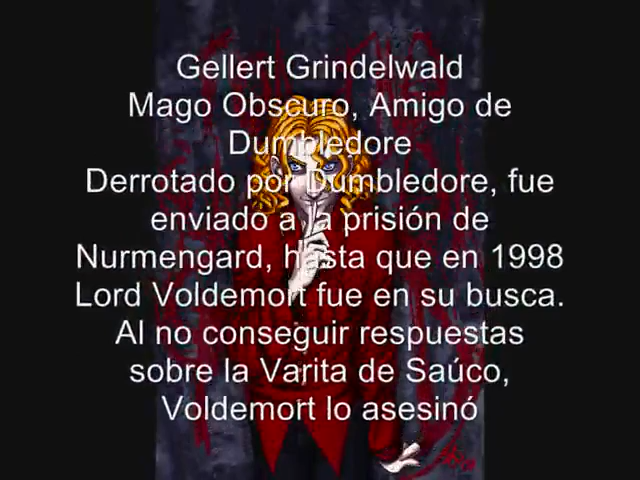 Gellert Grindelwald
Mago Obscuro, Amigo de
Dumbledore
Derrotado por Dumbledore, fue
enviado a la prisión de
Nurmengard, hasta que en 1998
Lord Voldemort fue en su busca.
Al no conseguir respuestas
sobre la Varita de Saúco,
Voldemort lo asesinó